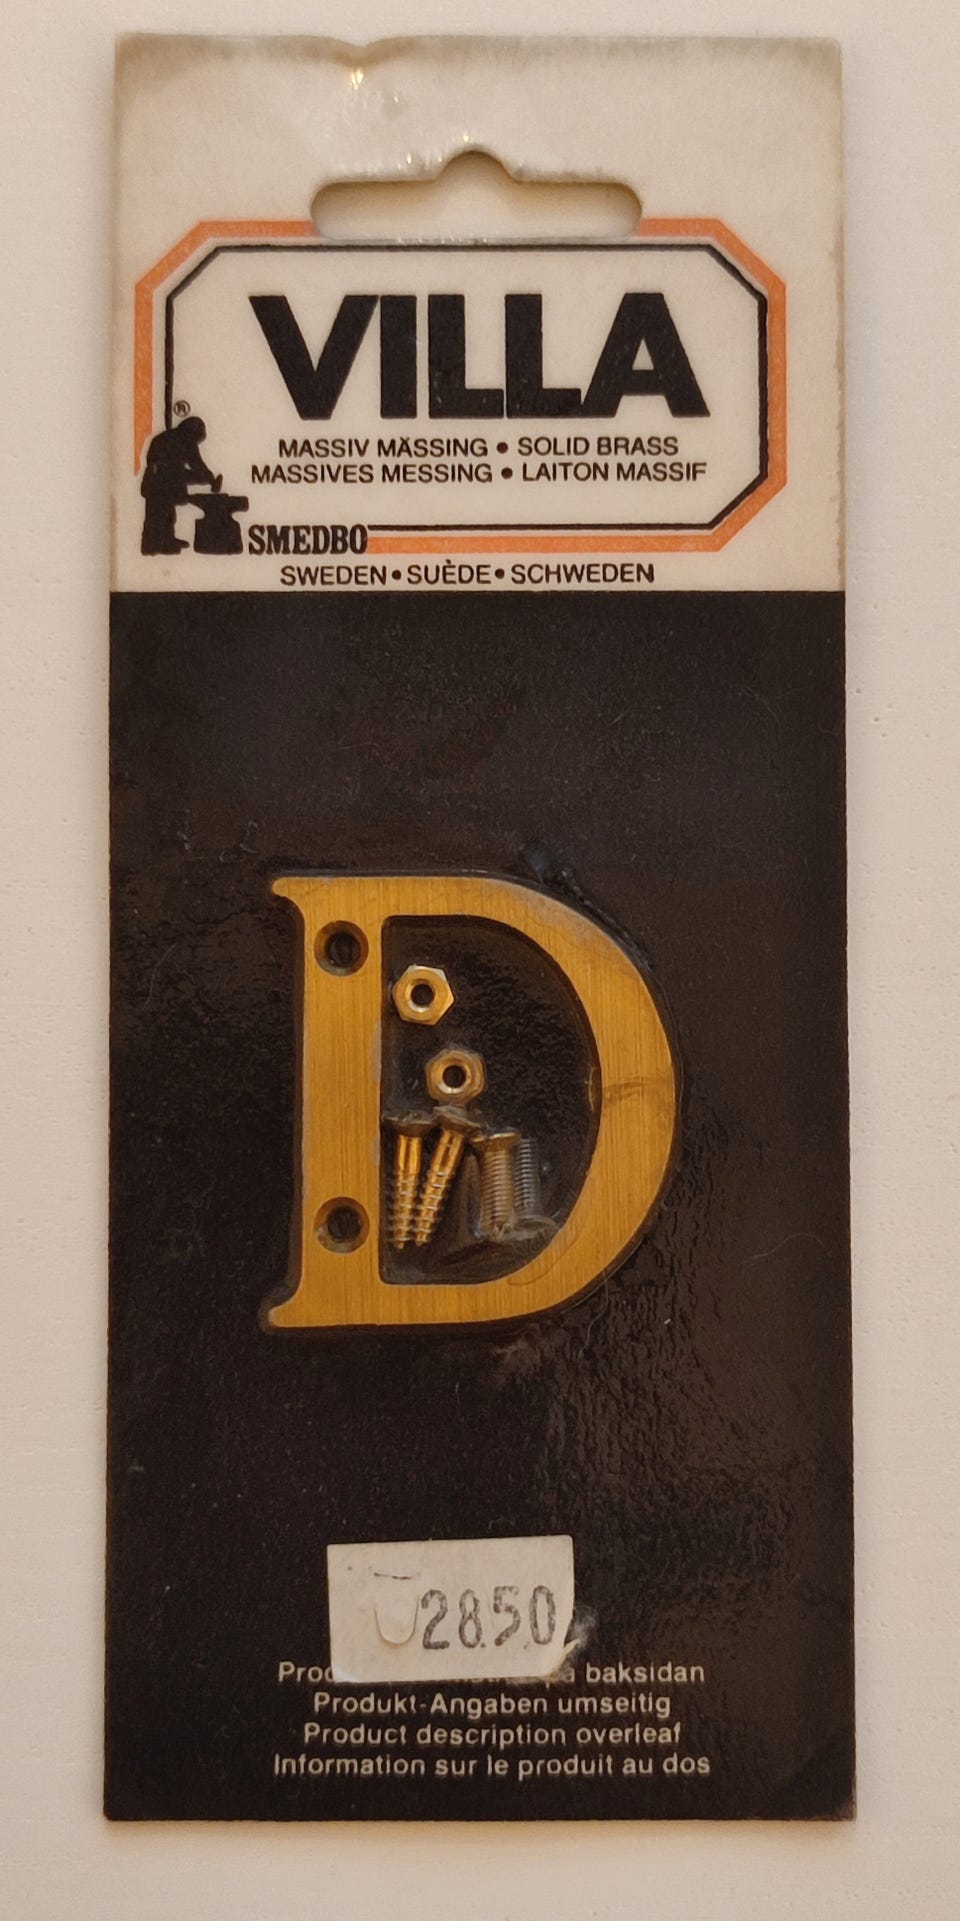 VILLA
®
MASSIV MÄSSING • SOLID BRASS
MASSIVES MESSING • LAITON MASSIF
SMEDBO
SWEDEN • SUÈDE • SCHWEDEN
D
28.50
baksidan
Produkt-Angaben umseitig
Product description overleaf
Information sur le produit au dos